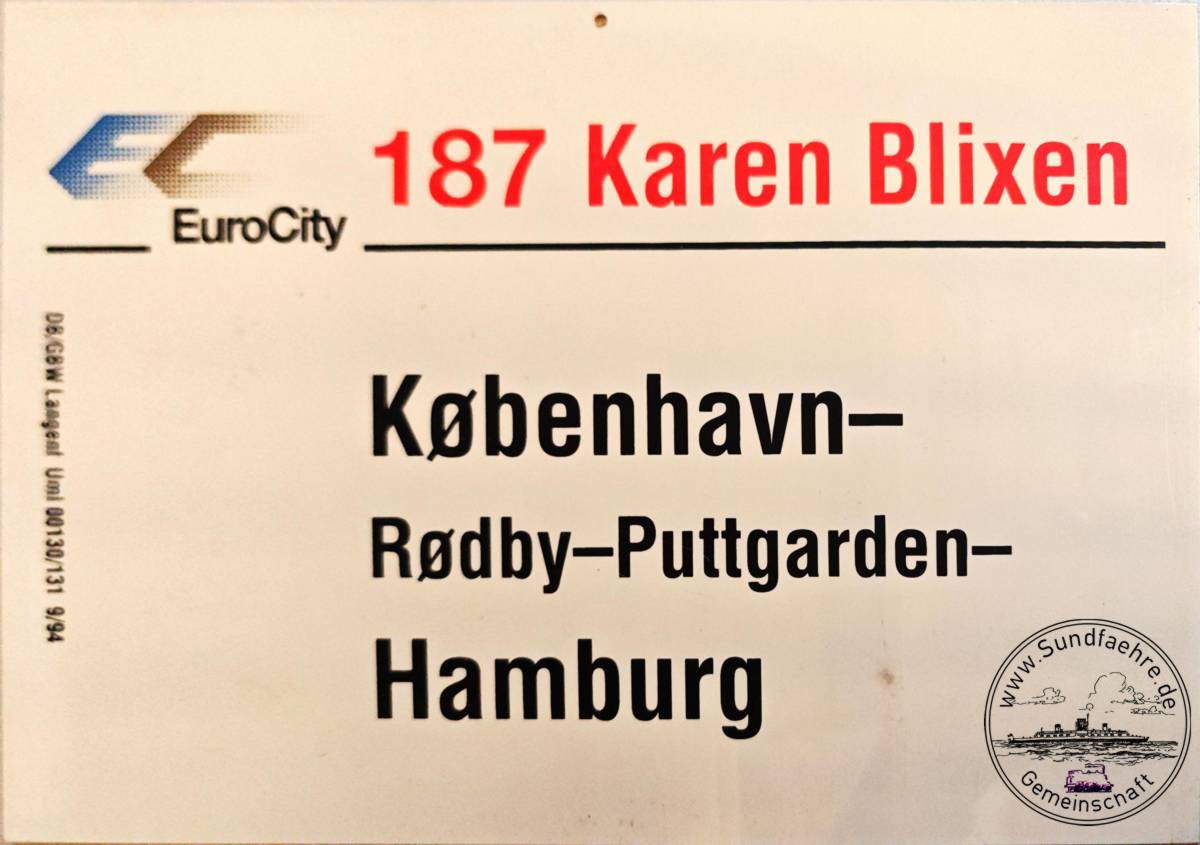 EC 187 Karen Blixen
EuroCity
København–
Rødby–Puttgarden–
Hamburg
DB/GBW Langenf Uml 00130/131 9/94
www.Sundfaehre.de
Gemeinschaft